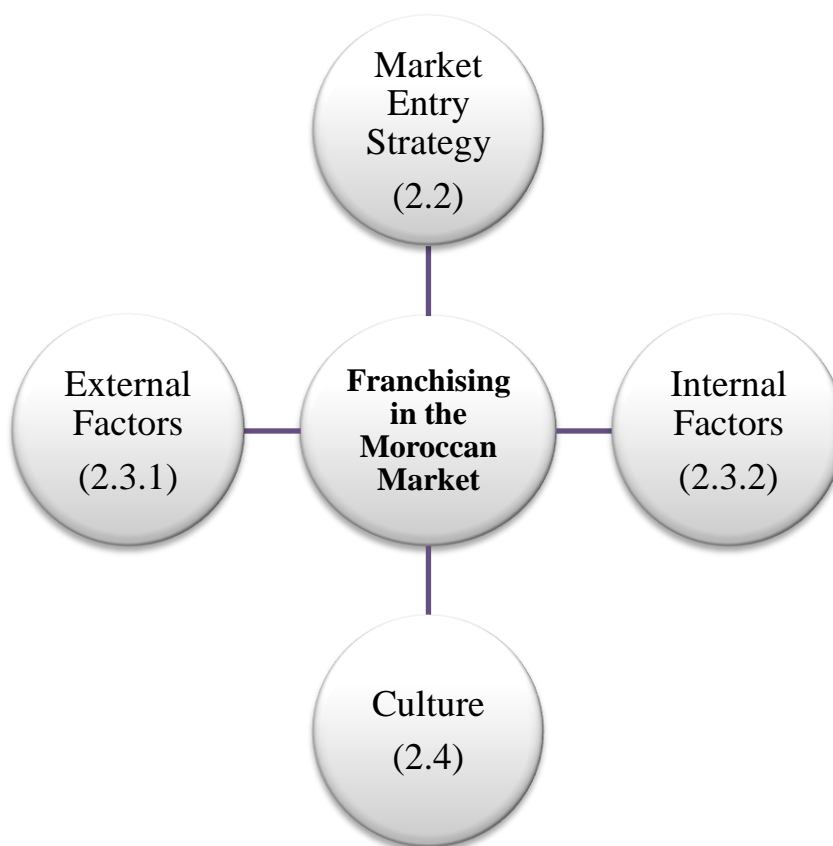 Market
Entry
Strategy
(2.2)
External
Factors
(2.3.1)
Franchising
in the
Moroccan
Market
Internal
Factors
(2.3.2)
Culture
(2.4)